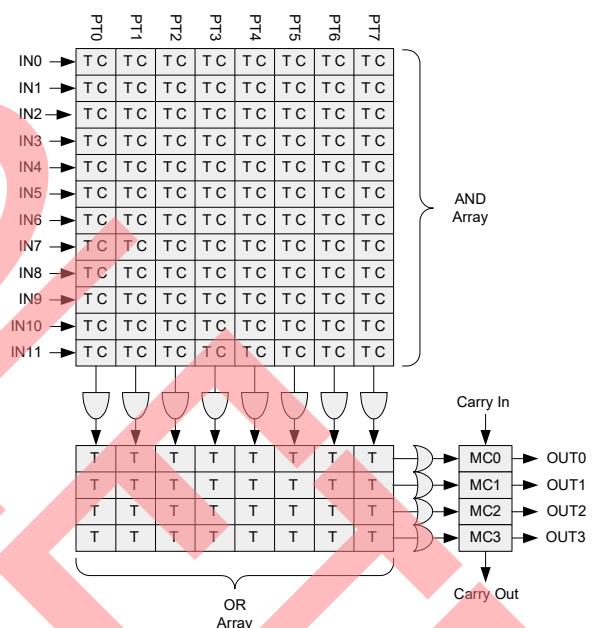 PT0 PT1 PT2 PT3 PT4 PT5 PT6 PT7
IN0 T C T C T C T C T C T C T C T C
IN1 T C T C T C T C T C T C T C T C
IN2 T C T C T C T C T C T C T C T C
IN3 T C T C T C T C T C T C T C T C
IN4 T C T C T C T C T C T C T C T C
IN5 T C T C T C T C T C T C T C T C
IN6 T C T C T C T C T C T C T C T C
IN7 T C T C T C T C T C T C T C T C
IN8 T C T C T C T C T C T C T C T C
IN9 T C T C T C T C T C T C T C T C
IN10 T C T C T C T C T C T C T C T C
IN11 T C T C T C T C T C T C T C T C
AND
Array
Carry In
T T T T T T T T MC0 OUT0
T T T T T T T T MC1 OUT1
T T T T T T T T MC2 OUT2
T T T T T T T T MC3 OUT3
Carry Out
OR
Array